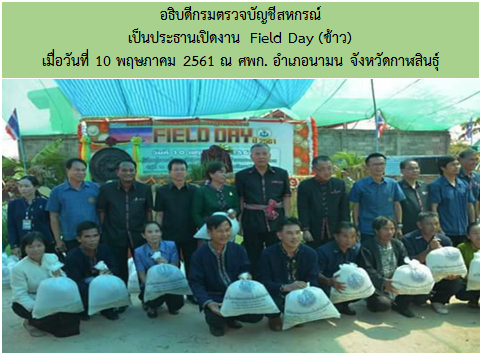 อธิบดีกรมตรวจบัญชีสหกรณ์
เป็นประธานเปิดงาน Field Day (ข้าว)
เมื่อวันที่ 10 พฤษภาคม 2561 ณ ศพก. อำเภอนามน จังหวัดกาฬสินธุ์
FIELD DAY